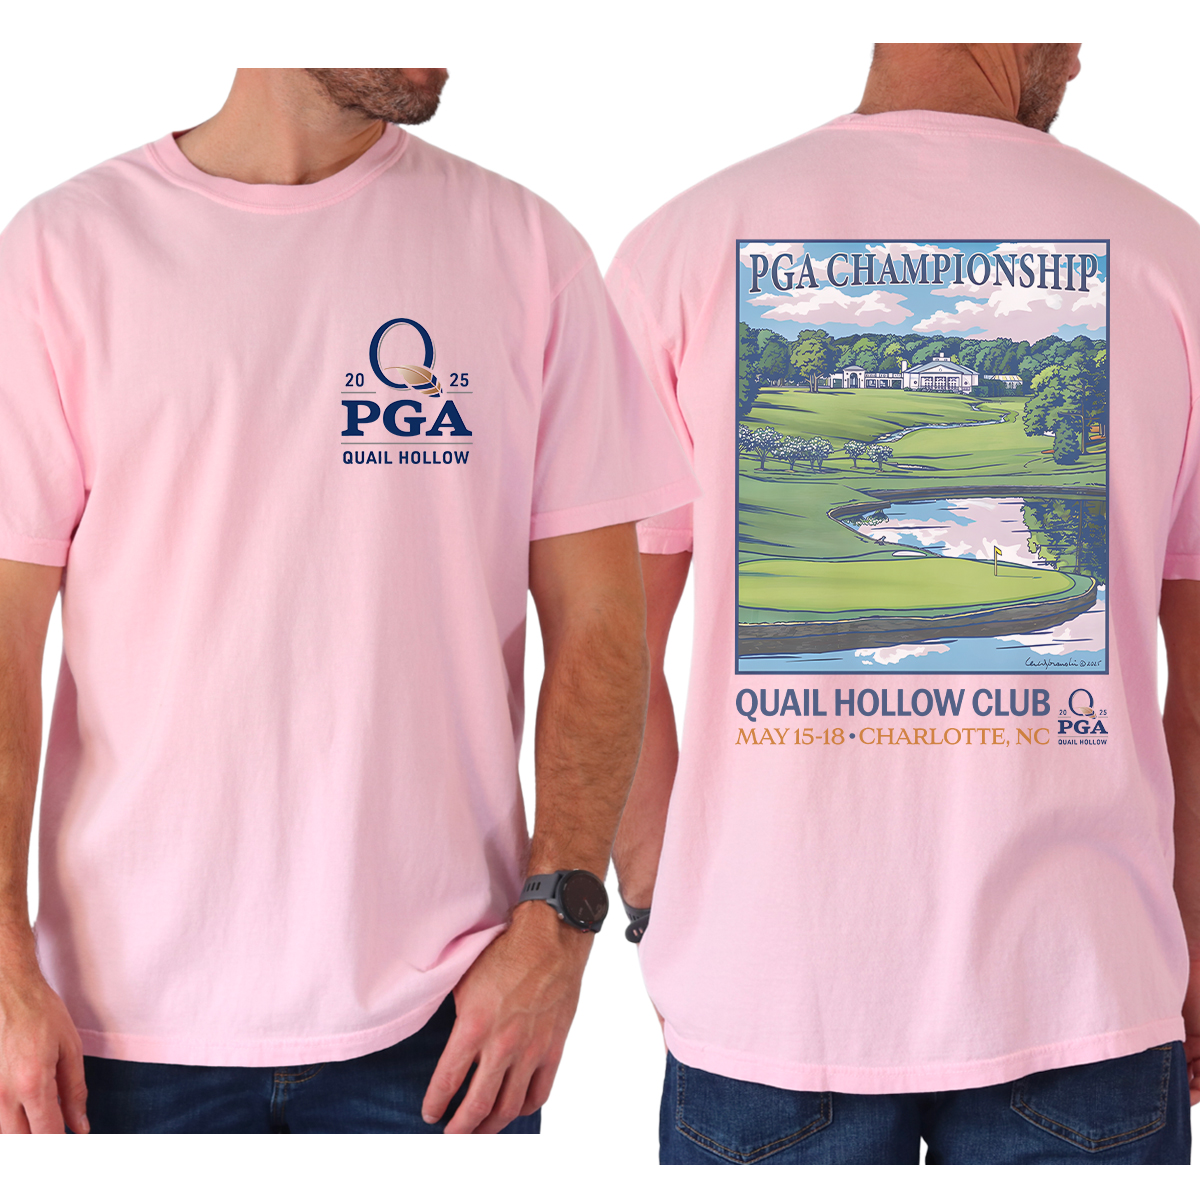 20 25
PGA
QUAIL HOLLOW
PGA CHAMPIONSHIP
© 2025
QUAIL HOLLOW CLUB
MAY 15-18 • CHARLOTTE, NC
20 25
PGA
QUAIL HOLLOW